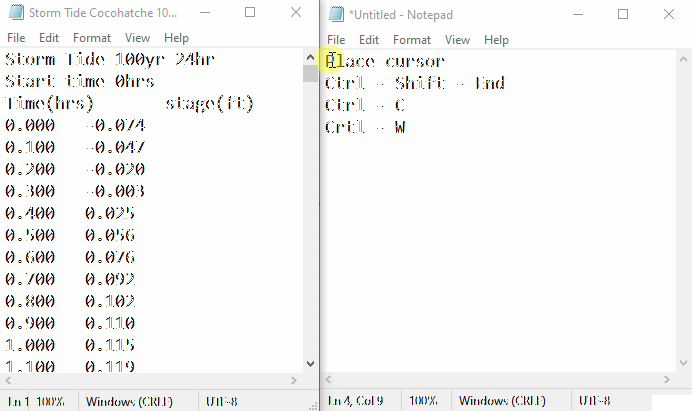 Storm Tide Cocohatche 10...
File Edit Format View Help
Storm Tide 100yr 24hr
Start time 0hrs
Time(hrs) stage(ft)
0.000 -0.074
0.100 -0.047
0.200 -0.020
0.300 -0.003
0.400 0.025
0.500 0.056
0.600 0.076
0.700 0.092
0.800 0.102
0.900 0.110
1.000 0.115
1.100 0.119
Ln 1 100% Windows (CRLF) UTF-8
*Untitled - Notepad
File Edit Format View Help
Place cursor
Ctrl - Shift - End
Ctrl - C
Crtl - W
Ln 4, Col 9 100% Windows (CRLF) UTF-8